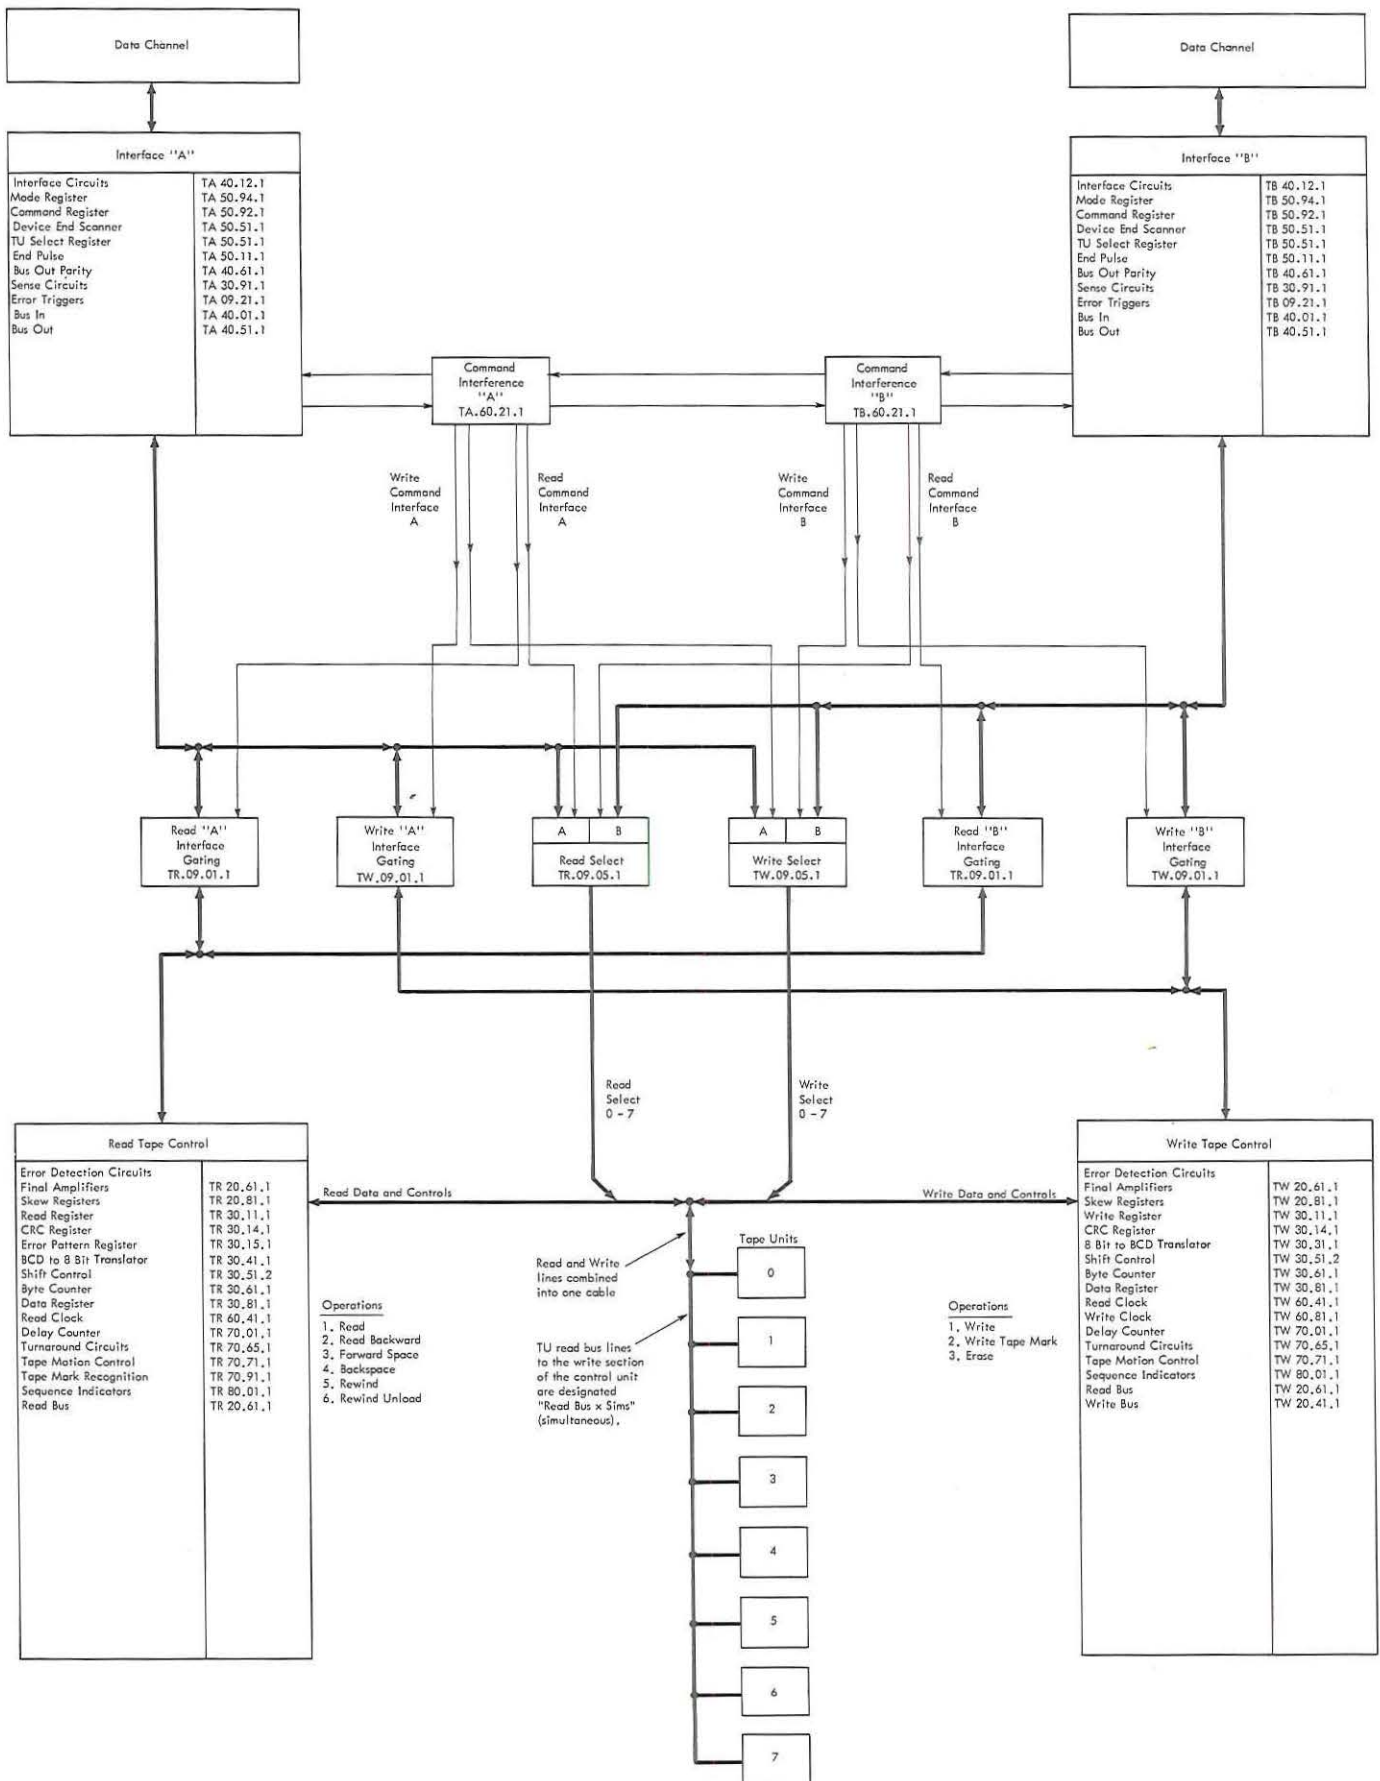 Data Channel
Data Channel
Interface "A"
Interface Circuits TA 40.12.1
Mode Register TA 50.94.1
Command Register TA 50.92.1
Device End Scanner TA 50.51.1
TU Select Register TA 50.51.1
End Pulse TA 50.11.1
Bus Out Parity TA 40.61.1
Sense Circuits TA 30.91.1
Error Triggers TA 09.21.1
Bus In TA 40.01.1
Bus Out TA 40.51.1
Interface "B"
Interface Circuits TB 40.12.1
Mode Register TB 50.94.1
Command Register TB 50.92.1
Device End Scanner TB 50.51.1
TU Select Register TB 50.51.1
End Pulse TB 50.11.1
Bus Out Parity TB 40.61.1
Sense Circuits TB 30.91.1
Error Triggers TB 09.21.1
Bus In TB 40.01.1
Bus Out TB 40.51.1
Command
Interference
"A"
TA.60.21.1
Command
Interference
"B"
TB.60.21.1
Write
Command
Interface
A
Read
Command
Interface
A
Write
Command
Interface
B
Read
Command
Interface
B
Read "A"
Interface
Gating
TR.09.01.1
Write "A"
Interface
Gating
TW.09.01.1
A B
Read Select
TR.09.05.1
A B
Write Select
TW.09.05.1
Read "B"
Interface
Gating
TR.09.01.1
Write "B"
Interface
Gating
TW.09.01.1
Read
Select
0 - 7
Write
Select
0 - 7
Read Tape Control
Error Detection Circuits
Final Amplifiers TR 20.61.1
Skew Registers TR 20.81.1
Read Register TR 30.11.1
CRC Register TR 30.14.1
Error Pattern Register TR 30.15.1
BCD to 8 Bit Translator TR 30.41.1
Shift Control TR 30.51.2
Byte Counter TR 30.61.1
Data Register TR 30.81.1
Read Clock TR 60.41.1
Delay Counter TR 70.01.1
Turnaround Circuits TR 70.65.1
Tape Motion Control TR 70.71.1
Tape Mark Recognition TR 70.91.1
Sequence Indicators TR 80.01.1
Read Bus TR 20.61.1
Read Data and Controls
Write Data and Controls
Operations
1. Read
2. Read Backward
3. Forward Space
4. Backspace
5. Rewind
6. Rewind Unload
Read and Write
lines combined
into one cable
TU read bus lines
to the write section
of the control unit
are designated
"Read Bus x Sims"
(simultaneous).
Tape Units
0
1
2
3
4
5
6
7
Operations
1. Write
2. Write Tape Mark
3. Erase
Write Tape Control
Error Detection Circuits
Final Amplifiers TW 20.61.1
Skew Registers TW 20.81.1
Write Register TW 30.11.1
CRC Register TW 30.14.1
8 Bit to BCD Translator TW 30.31.1
Shift Control TW 30.51.2
Byte Counter TW 30.61.1
Data Register TW 30.81.1
Read Clock TW 60.41.1
Write Clock TW 60.81.1
Delay Counter TW 70.01.1
Turnaround Circuits TW 70.65.1
Tape Motion Control TW 70.71.1
Sequence Indicators TW 80.01.1
Read Bus TW 20.61.1
Write Bus TW 20.41.1